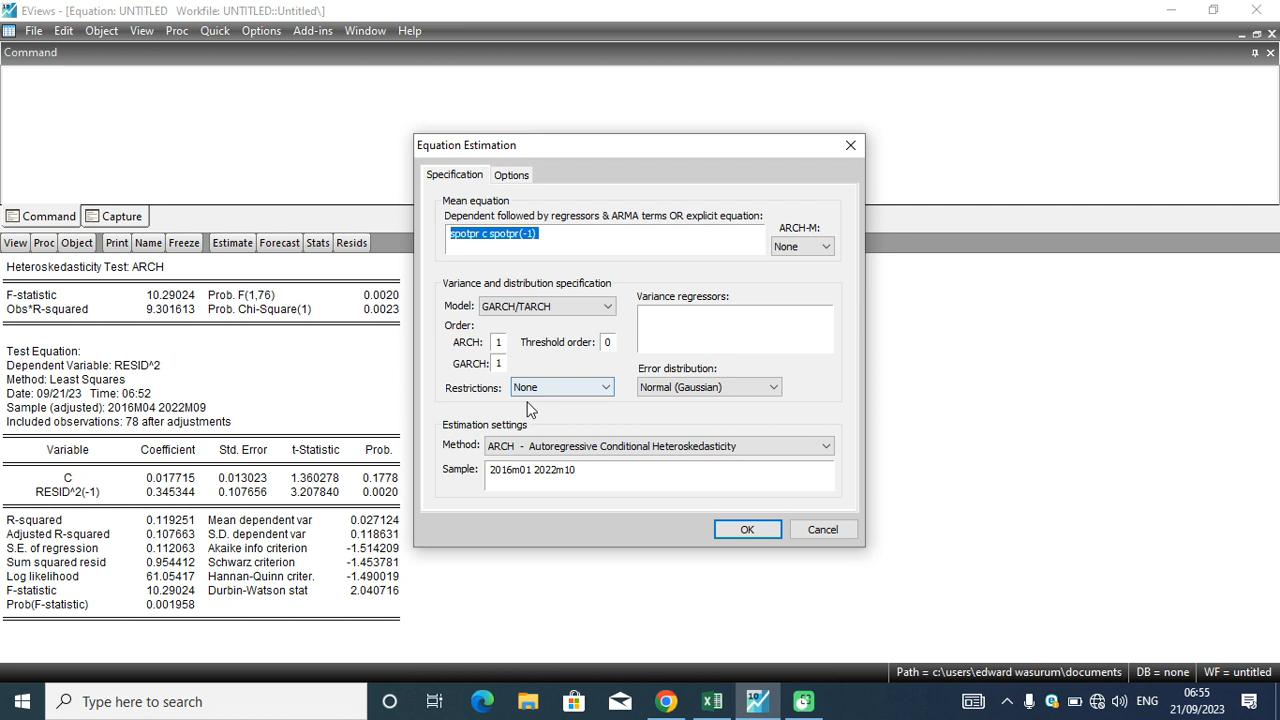 EViews - [Equation: UNTITLED   Workfile: UNTITLED::Untitled\]
File Edit Object View Proc Quick Options Add-ins Window Help
Command
Command Capture
View Proc Object Print Name Freeze Estimate Forecast Stats Resids
Heteroskedasticity Test: ARCH
F-statistic 10.29024 Prob. F(1,76) 0.0020
Obs*R-squared 9.301613 Prob. Chi-Square(1) 0.0023
Test Equation:
Dependent Variable: RESID^2
Method: Least Squares
Date: 09/21/23   Time: 06:52
Sample (adjusted): 2016M04 2022M09
Included observations: 78 after adjustments
Variable Coefficient Std. Error t-Statistic Prob.
C 0.017715 0.013023 1.360278 0.1778
RESID^2(-1) 0.345344 0.107656 3.207840 0.0020
R-squared 0.119251 Mean dependent var 0.027124
Adjusted R-squared 0.107663 S.D. dependent var 0.118631
S.E. of regression 0.112063 Akaike info criterion -1.514209
Sum squared resid 0.954412 Schwarz criterion -1.453781
Log likelihood 61.05417 Hannan-Quinn criter. -1.490019
F-statistic 10.29024 Durbin-Watson stat 2.040716
Prob(F-statistic) 0.001958
Equation Estimation
Specification Options
Mean equation
Dependent followed by regressors & ARMA terms OR explicit equation:
spotpr c spotpr(-1)
ARCH-M:
None
Variance and distribution specification
Model: GARCH/TARCH
Order:
ARCH: 1 Threshold order: 0
GARCH: 1
Restrictions: None
Variance regressors:
Error distribution:
Normal (Gaussian)
Estimation settings
Method: ARCH - Autoregressive Conditional Heteroskedasticity
Sample: 2016m01 2022m10
OK Cancel
Path = c:\users\edward wasurum\documents DB = none WF = untitled
Type here to search
10
ENG
06:55
21/09/2023